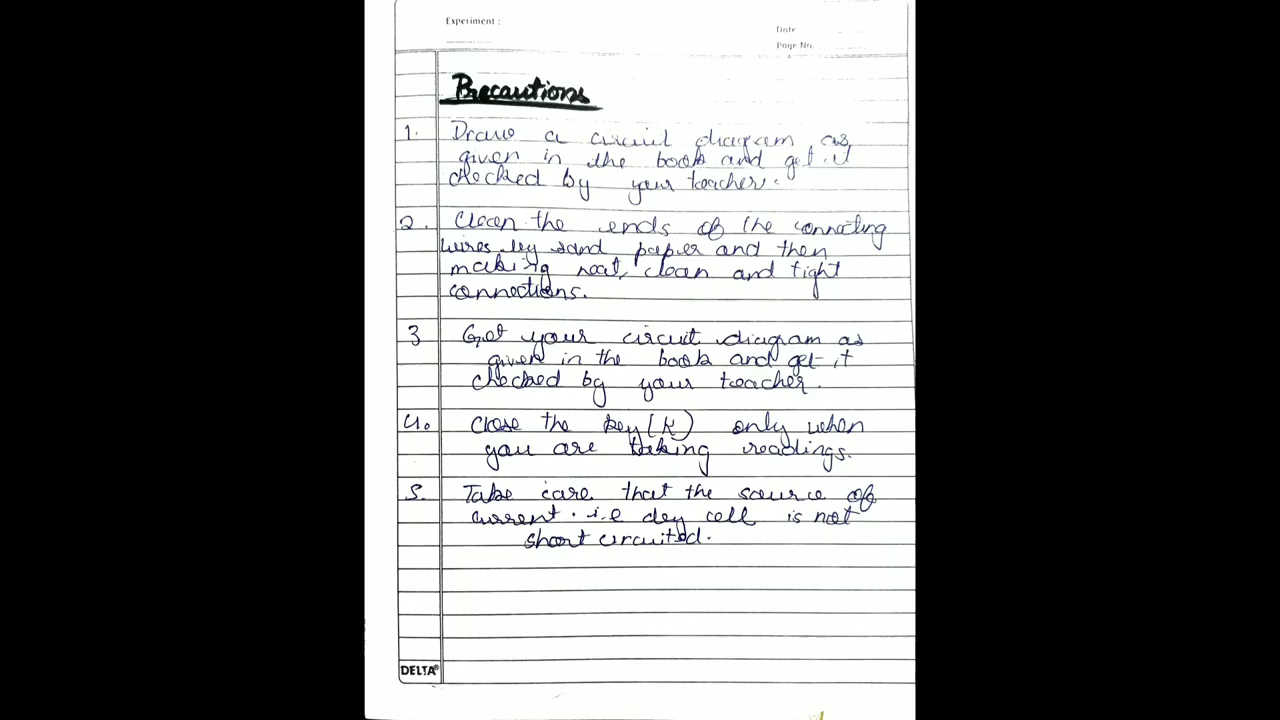 Experiment :
Date
Page No.
Precautions
1. Draw a circuit diagram as
given in the book and get it
checked by your teacher.
2. Clean the ends of the connecting
wires by sand paper and then
making neat, clean and tight
connections.
3 Get your circuit diagram as
given in the book and get it
checked by your teacher.
4. Close the key (K) only when
you are taking readings.
5. Take care that the source of
current. i.e dry cell is not
short circuited.
DELTA®